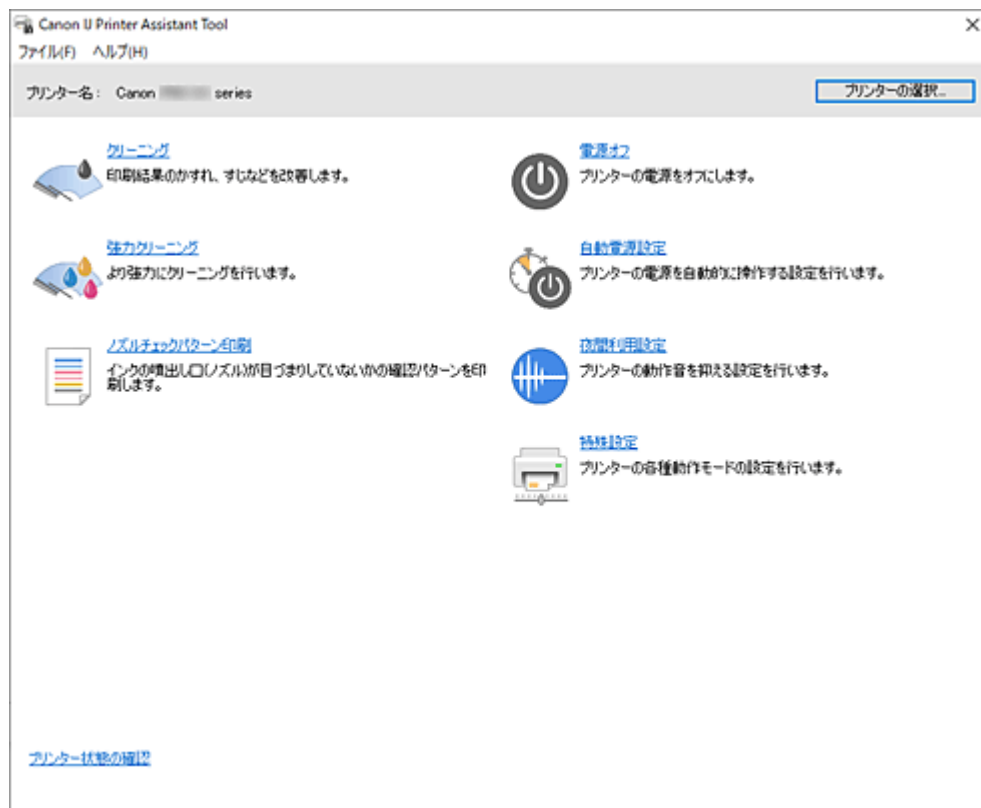 Canon IJ Printer Assistant Tool
ファイル(F) ヘルプ(H)
プリンター名： Canon series
プリンターの選択...
クリーニング
印刷結果のかすれ、すじなどを改善します。
強力クリーニング
より強力にクリーニングを行います。
ノズルチェックパターン印刷
インクの噴出し口(ノズル)が目づまりしていないかの確認パターンを印
刷します。
電源オフ
プリンターの電源をオフにします。
自動電源設定
プリンターの電源を自動的に操作する設定を行います。
夜間利用設定
プリンターの動作音を抑える設定を行います。
特殊設定
プリンターの各種動作モードの設定を行います。
プリンター状態の確認